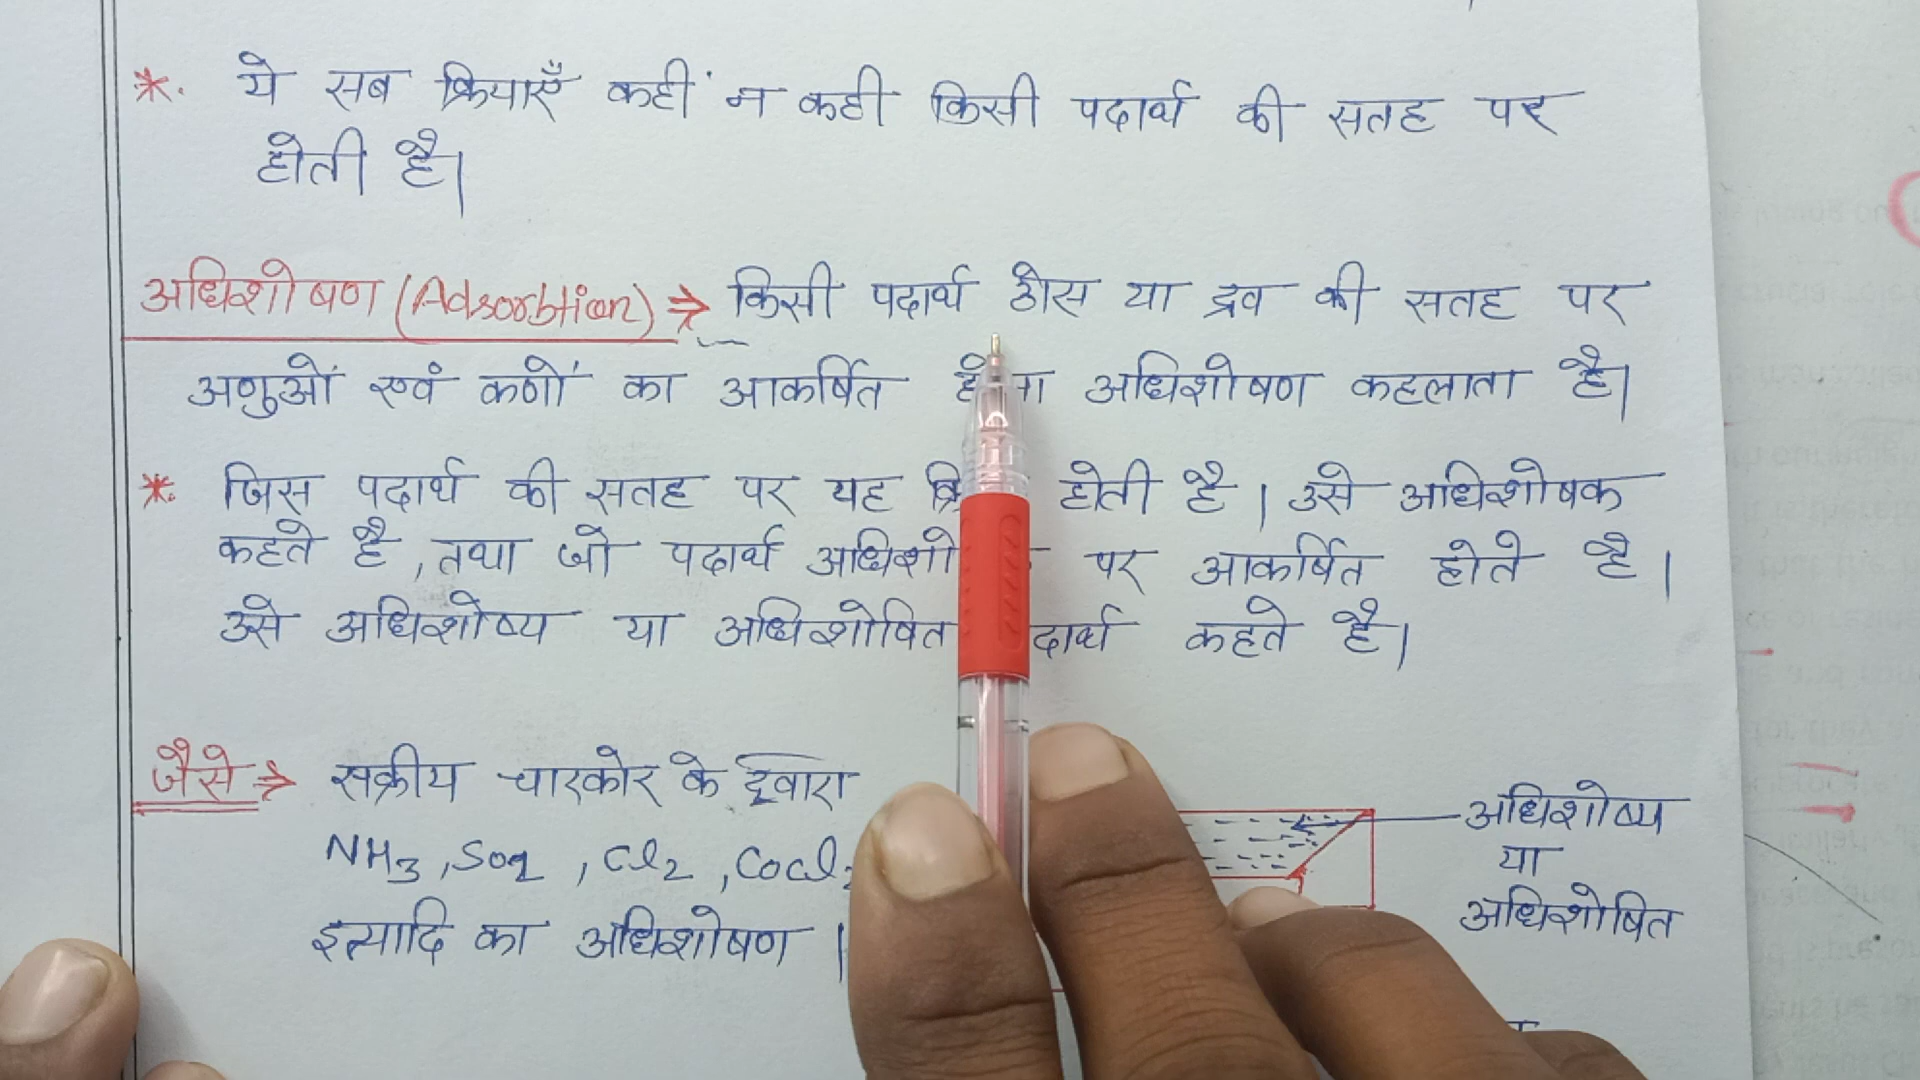 *. ये सब क्रियाएँ कहीं न कही किसी पदार्थ की सतह पर
होती है।
अधिशोषण (Adsorbtion) → किसी पदार्थ ठोस या द्रव की सतह पर
अणुओं एवं कणों का आकर्षित अधिशोषण कहलाता है।
*. जिस पदार्थ की सतह पर यह होती है। उसे अधिशोषक
कहते है, तथा जो पदार्थ पर आकर्षित होते है।
उसे अधिशोष्य या अधिशोषित कहते है।
जैसे → सक्रीय चारकोर के द्वारा
NH3, SO2, Cl2, COCl2
इत्यादि का अधिशोषण।
अधिशोष्य
या
अधिशोषित